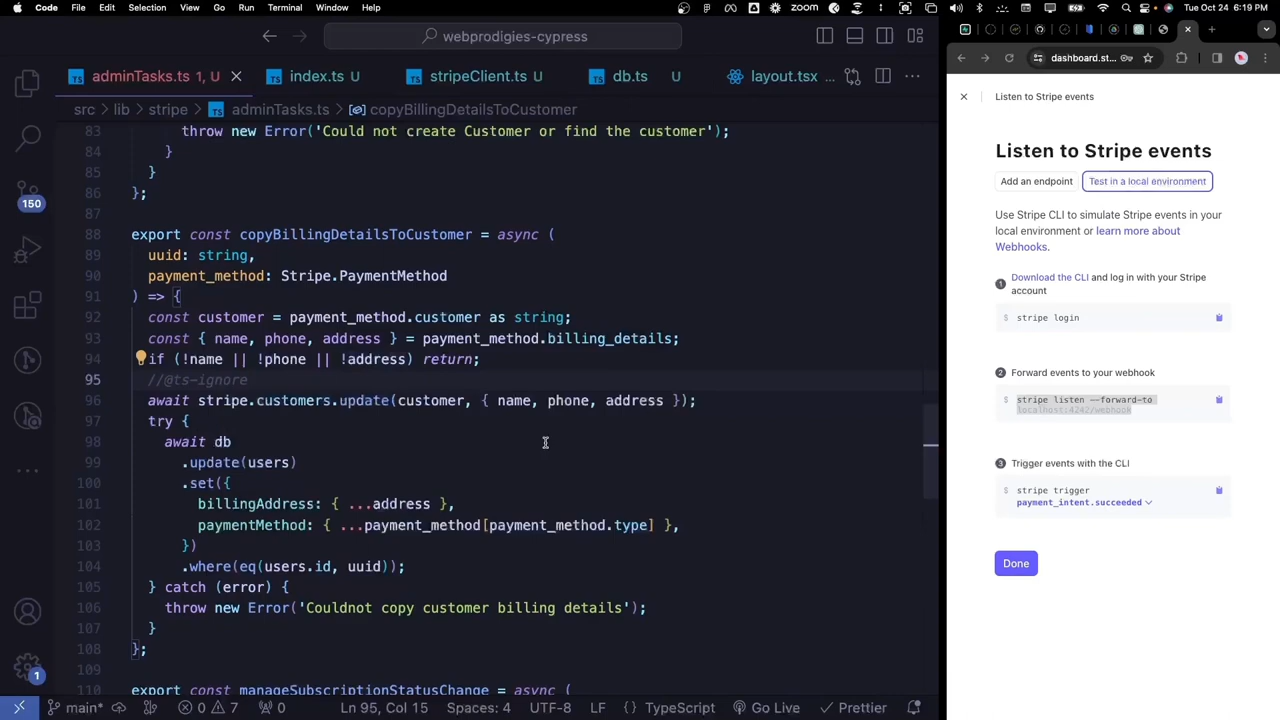 Code File Edit Selection View Go Run Terminal Window Help zoom Tue Oct 24 6:19 PM
webprodigies-cypress
dashboard.st...
adminTasks.ts 1, U
index.ts U
stripeClient.ts U
db.ts U
layout.tsx ...
src > lib > stripe > adminTasks.ts > copyBillingDetailsToCustomer
83 throw new Error('Could not create Customer or find the customer');
84 }
85 }
86 };
87
88 export const copyBillingDetailsToCustomer = async (
89 uuid: string,
90 payment_method: Stripe.PaymentMethod
91 ) => {
92 const customer = payment_method.customer as string;
93 const { name, phone, address } = payment_method.billing_details;
94 if (!name || !phone || !address) return;
95 //@ts-ignore
96 await stripe.customers.update(customer, { name, phone, address });
97 try {
98 await db
99 .update(users)
100 .set({
101 billingAddress: { ...address },
102 paymentMethod: { ...payment_method[payment_method.type] },
103 })
104 .where(eq(users.id, uuid));
105 } catch (error) {
106 throw new Error('Couldnot copy customer billing details');
107 }
108 };
109
110 export const manageSubscriptionStatusChange = async (
150
1
main* 0 7 0 Ln 95, Col 15 Spaces: 4 UTF-8 LF {} TypeScript Go Live Prettier
Listen to Stripe events
Listen to Stripe events
Add an endpoint
Test in a local environment
Use Stripe CLI to simulate Stripe events in your
local environment or learn more about
Webhooks.
1 Download the CLI and log in with your Stripe
account
$ stripe login
2 Forward events to your webhook
$ stripe listen --forward-to
localhost:4242/webhook
3 Trigger events with the CLI
$ stripe trigger
payment_intent.succeeded
Done